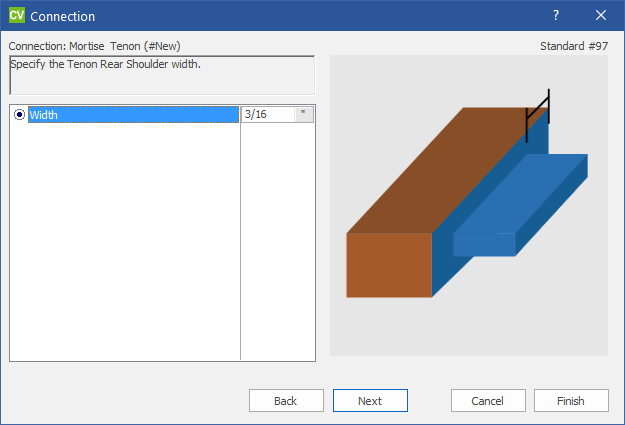 CV Connection ?
Connection: Mortise Tenon (#New) Standard #97
Specify the Tenon Rear Shoulder width.
Width 3/16 "
Back Next Cancel Finish